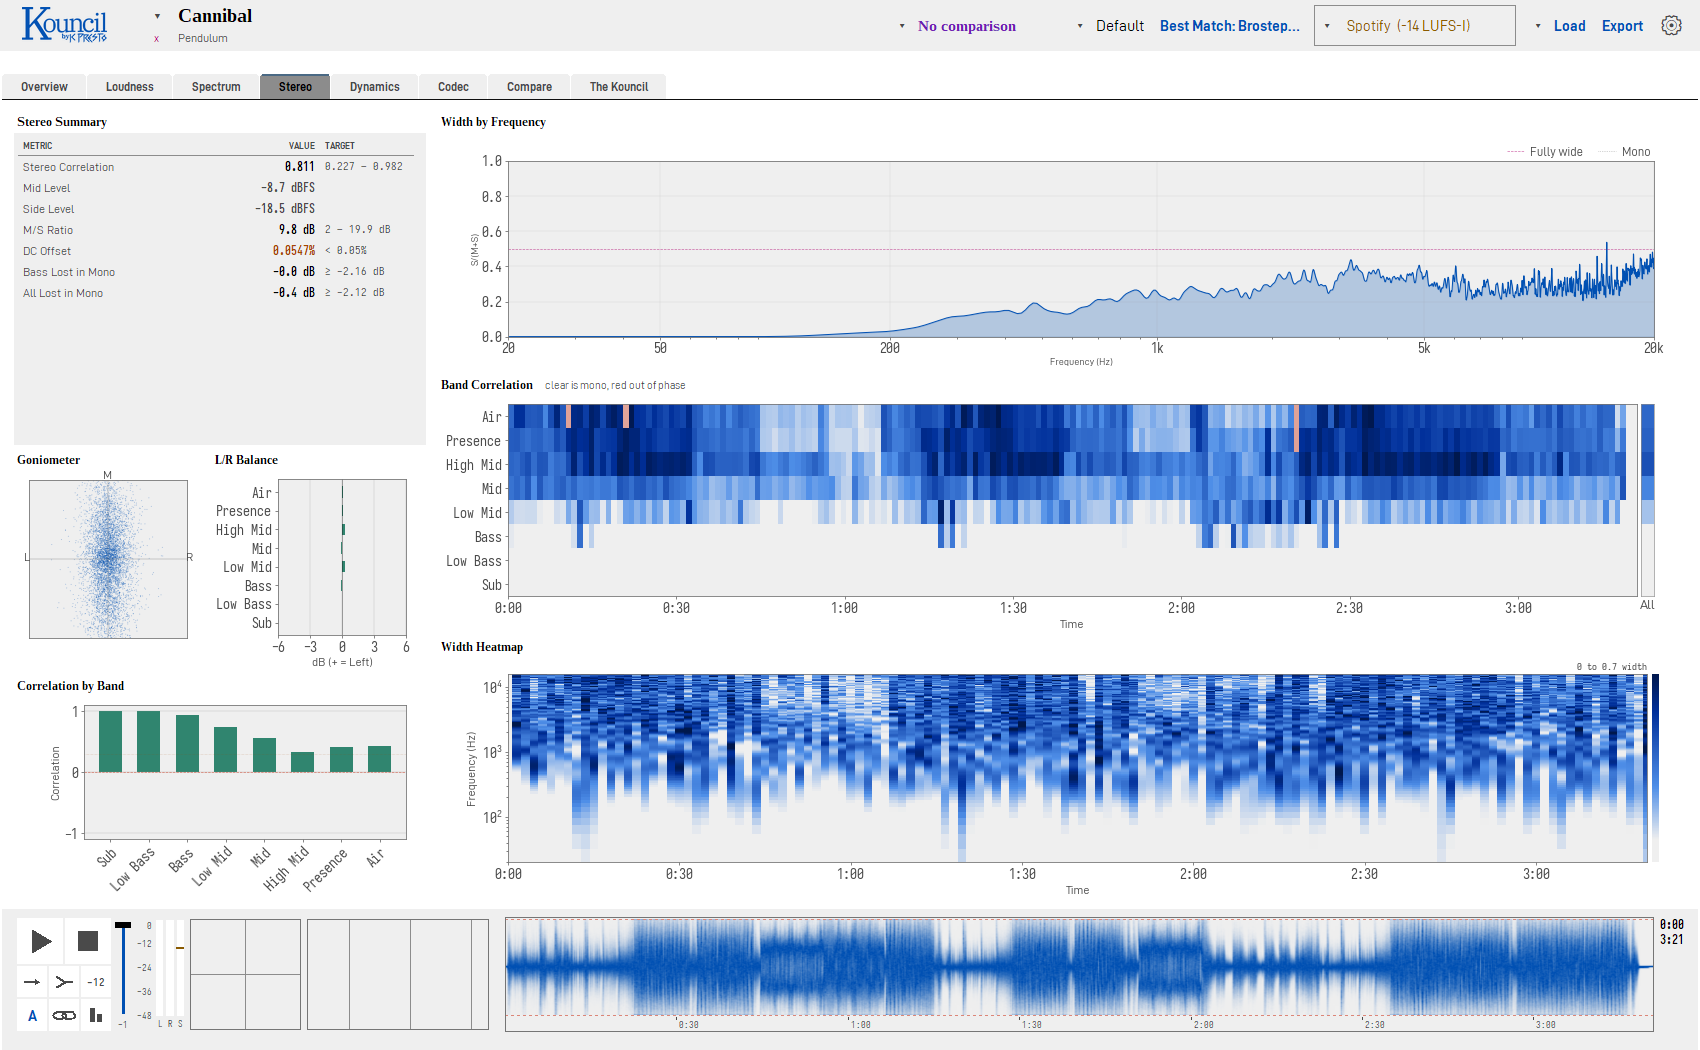 Kouncil
by K PRESTO
Cannibal
x Pendulum
No comparison
Default
Best Match: Brostep...
Spotify (-14 LUFS-I)
Load
Export
Overview
Loudness
Spectrum
Stereo
Dynamics
Codec
Compare
The Kouncil
Stereo Summary
METRIC VALUE TARGET
Stereo Correlation 0.811 0.227 – 0.982
Mid Level -8.7 dBFS
Side Level -18.5 dBFS
M/S Ratio 9.8 dB 2 – 19.9 dB
DC Offset 0.0547% < 0.05%
Bass Lost in Mono -0.0 dB ≥ -2.16 dB
All Lost in Mono -0.4 dB ≥ -2.12 dB
Goniometer
M
L
R
L/R Balance
Air
Presence
High Mid
Mid
Low Mid
Bass
Low Bass
Sub
-6 -3 0 3 6
dB (+ = Left)
Correlation by Band
Correlation
1
0
-1
Sub
Low Bass
Bass
Low Mid
Mid
High Mid
Presence
Air
Width by Frequency
Fully wide
Mono
S/(M+S)
1.0
0.8
0.6
0.4
0.2
0.0
20 50 200 1k 5k 20k
Frequency (Hz)
Band Correlation clear is mono, red out of phase
Air
Presence
High Mid
Mid
Low Mid
Bass
Low Bass
Sub
0:00 0:30 1:00 1:30 2:00 2:30 3:00
All
Time
Width Heatmap
0 to 0.7 width
Frequency (Hz)
10⁴
10³
10²
0:00 0:30 1:00 1:30 2:00 2:30 3:00
Time
-12
A
0
-12
-24
-36
-48
-1
L R S
0:30 1:00 1:30 2:00 2:30 3:00
0:00
3:21